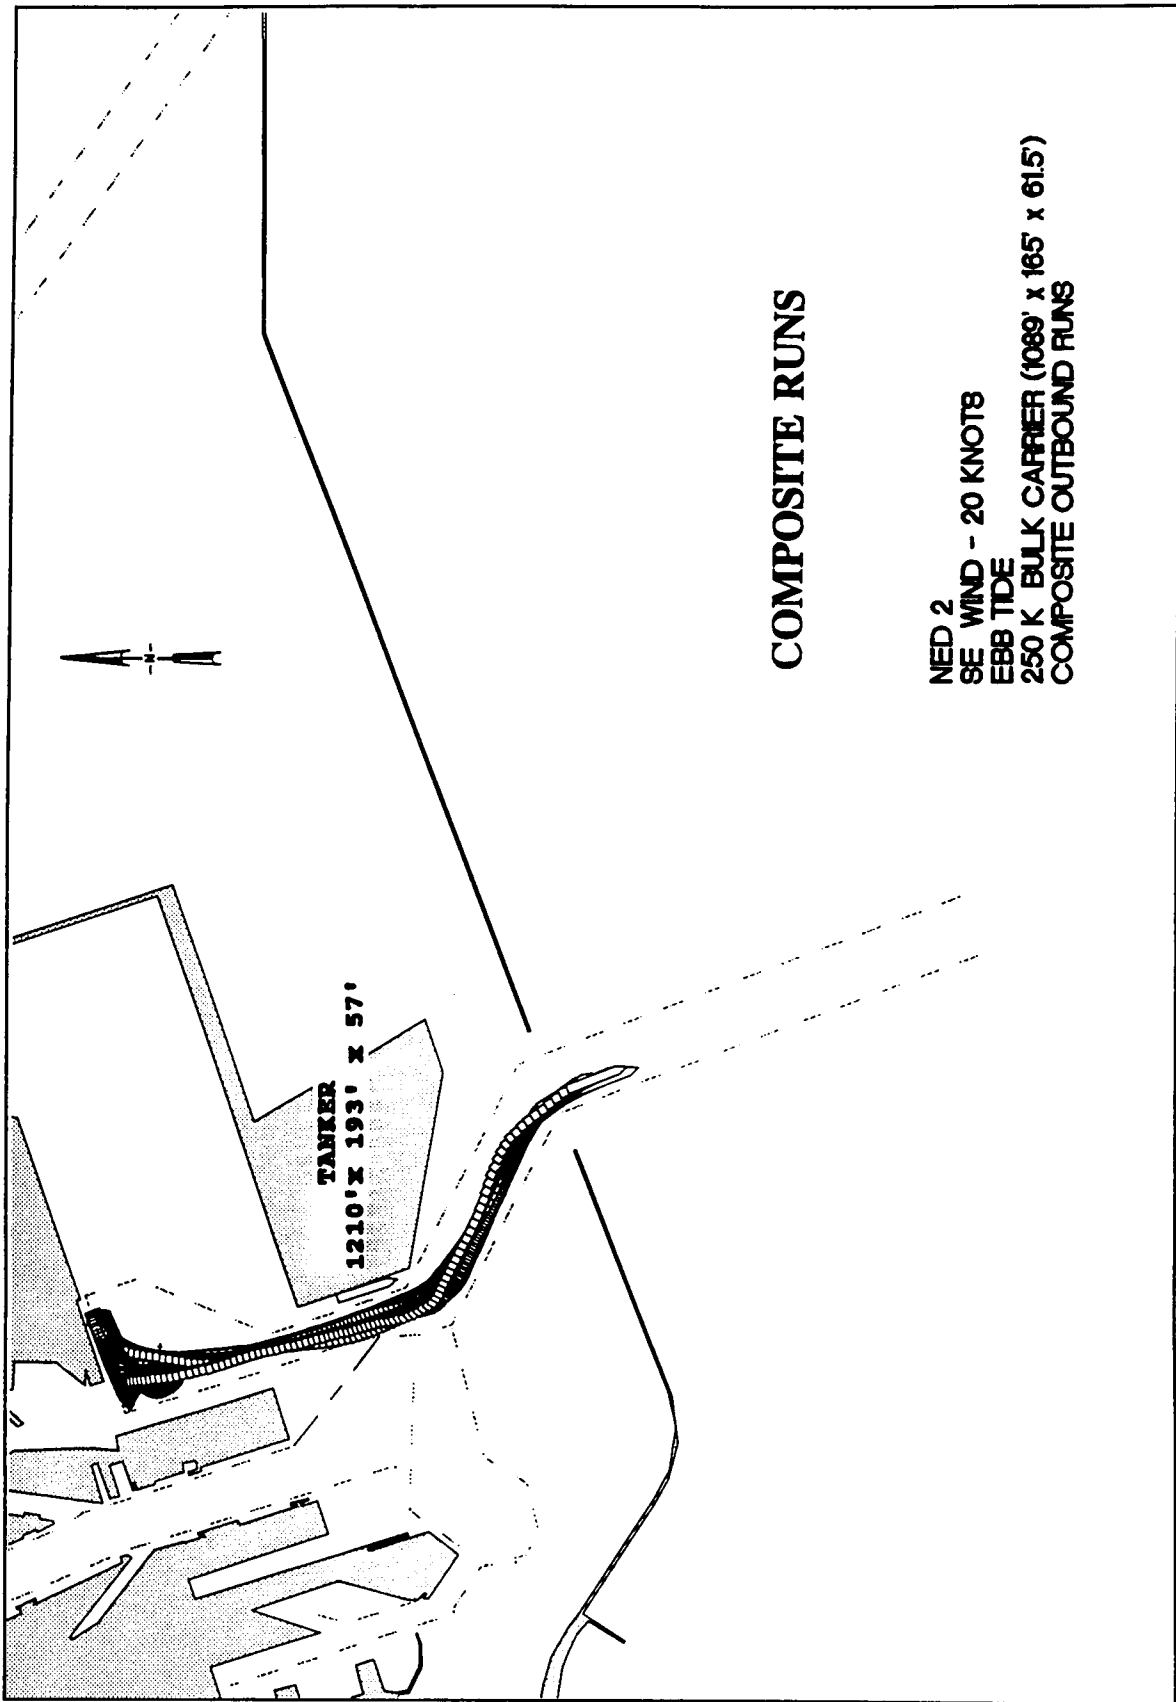 -N-
TANKER
1210'X 193' X 57'
COMPOSITE RUNS
NED 2
SE WIND - 20 KNOTS
EBB TIDE
250 K BULK CARRIER (1089' x 165' x 61.5')
COMPOSITE OUTBOUND RUNS